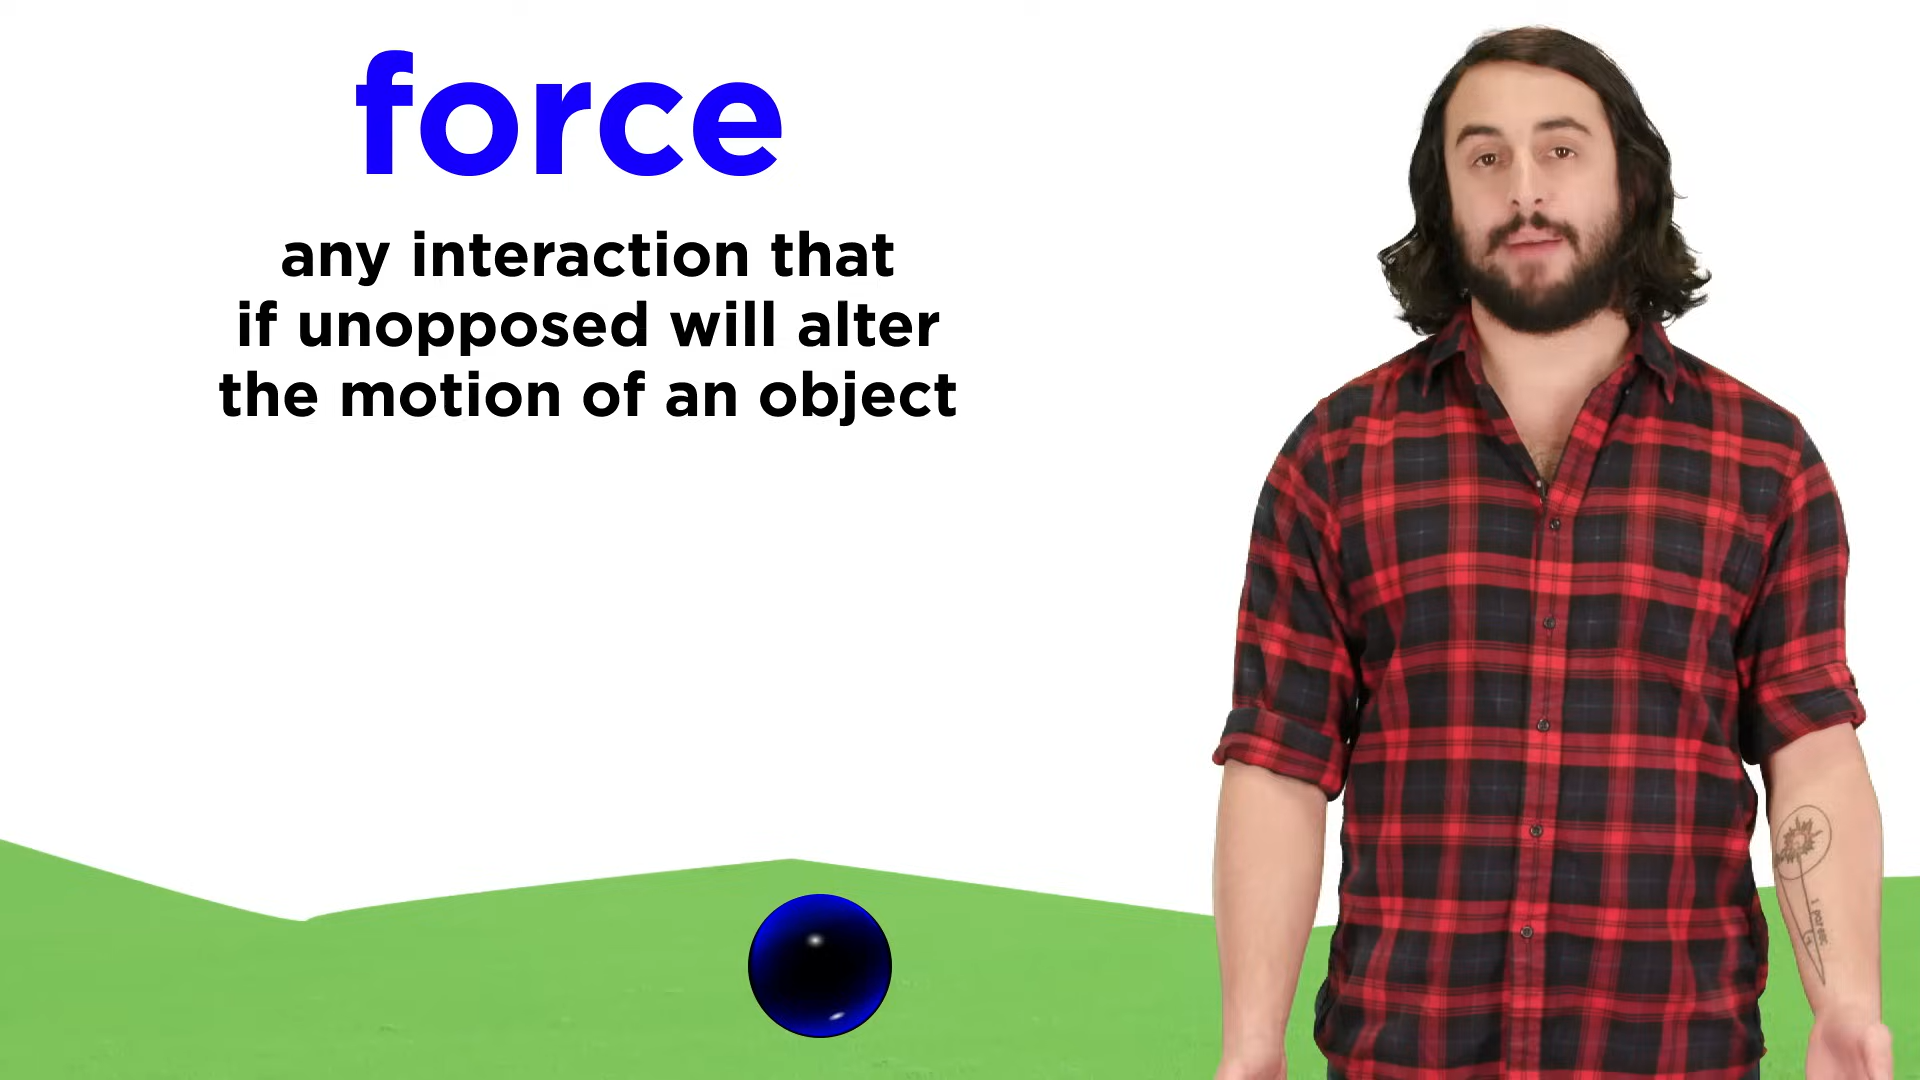 force
any interaction that
if unopposed will alter
the motion of an object